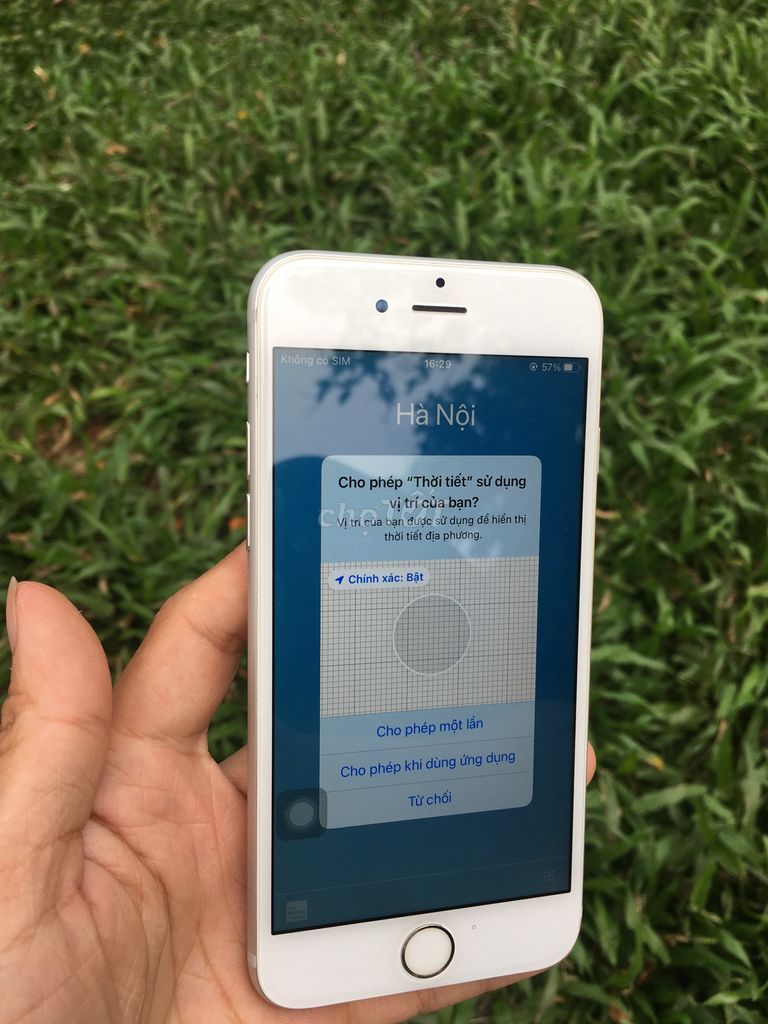 Không có SIM 16:29 57%
Hà Nội
Cho phép “Thời tiết” sử dụng
vị trí của bạn?
chợTỐT
Vị trí của bạn được sử dụng để hiển thị
thời tiết địa phương.
Chính xác: Bật
Cho phép một lần
Cho phép khi dùng ứng dụng
Từ chối